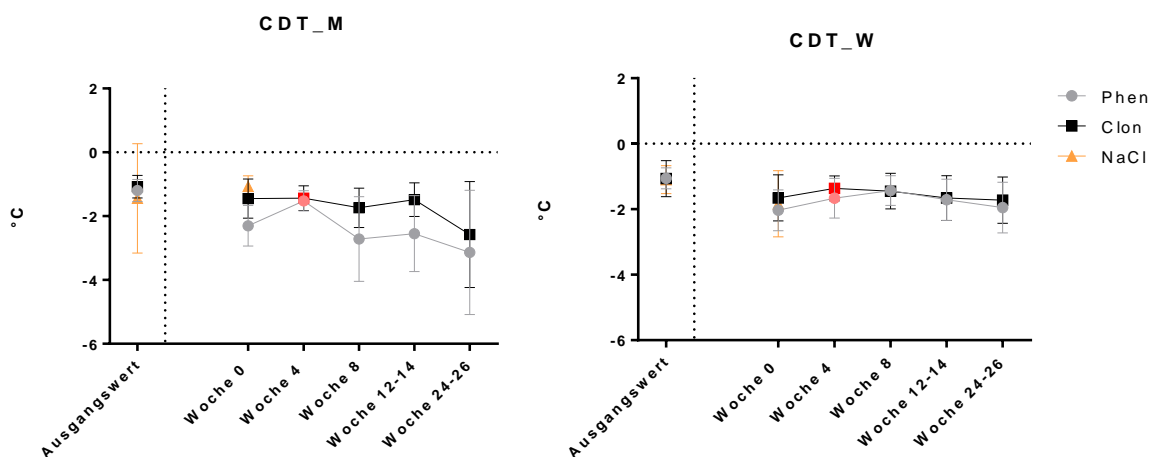 CDT_M
2
0
-2
-4
-6
°C
Ausgangswert
Woche 0
Woche 4
Woche 8
Woche 12-14
Woche 24-26
CDT_W
2
0
-2
-4
-6
°C
Ausgangswert
Woche 0
Woche 4
Woche 8
Woche 12-14
Woche 24-26
Phen
Clon
NaCl